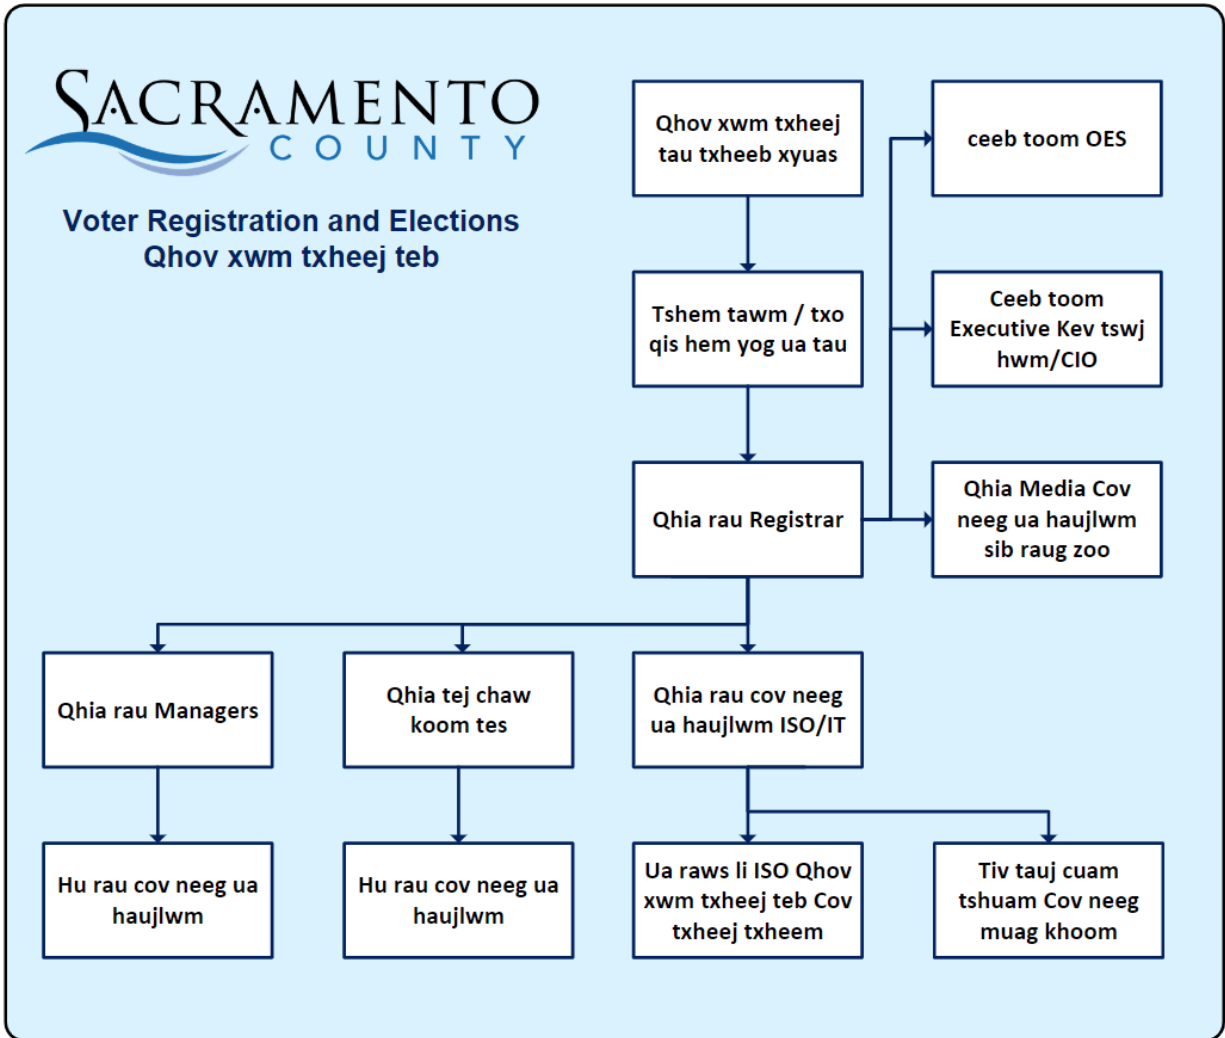 SACRAMENTO
COUNTY
Voter Registration and Elections
Qhov xwm txheej teb
Qhov xwm txheej
tau txheeb xyuas
ceeb toom OES
Tshem tawm / txo
qis hem yog ua tau
Ceeb toom
Executive Kev tswj
hwm/CIO
Qhia rau Registrar
Qhia Media Cov
neeg ua haujlwm
sib raug zoo
Qhia rau Managers
Qhia tej chaw
koom tes
Qhia rau cov neeg
ua haujlwm ISO/IT
Hu rau cov neeg ua
haujlwm
Hu rau cov neeg ua
haujlwm
Ua raws li ISO Qhov
xwm txheej teb Cov
txheej txheem
Tiv tauj cuam
tshuam Cov neeg
muag khoom